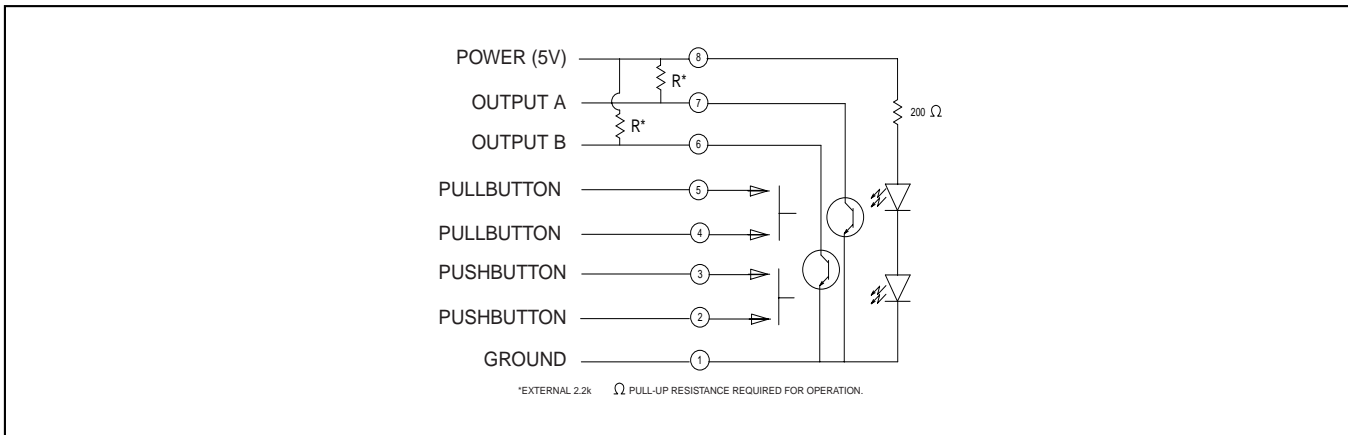 POWER (5V)
8
R*
OUTPUT A
7
200 Ω
R*
OUTPUT B
6
PULLBUTTON
5
PULLBUTTON
4
PUSHBUTTON
3
PUSHBUTTON
2
GROUND
1
*EXTERNAL 2.2k Ω PULL-UP RESISTANCE REQUIRED FOR OPERATION.